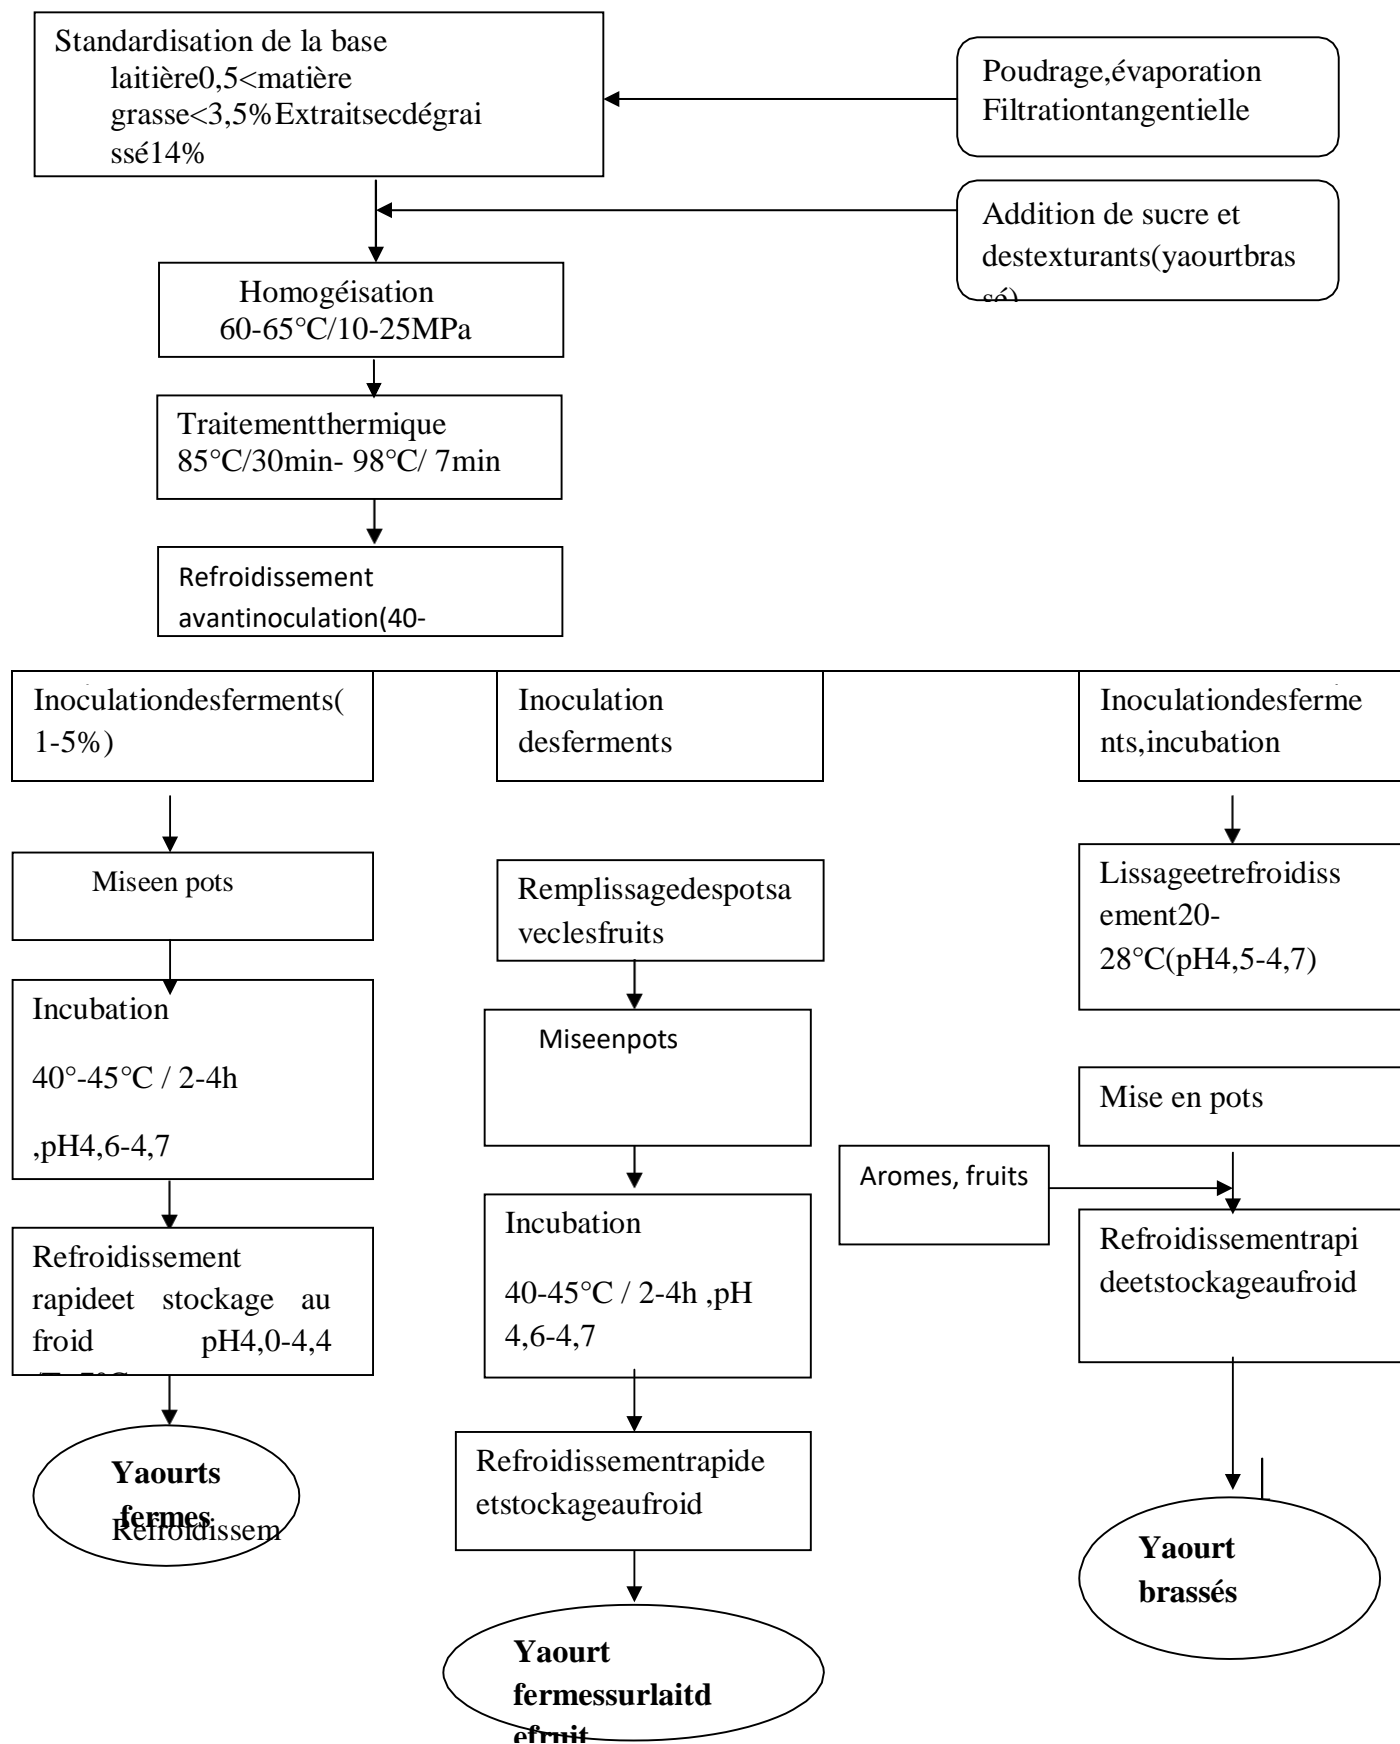 Standardisation de la base
laitière0,5<matière
grasse<3,5%Extraitsecdégrai
ssé14%
Poudrage,évaporation
Filtrationtangentielle
Addition de sucre et
destexturants(yaourtbras
sé)
Homogéisation
60-65°C/10-25MPa
Traitementthermique
85°C/30min- 98°C/ 7min
Refroidissement
avantinoculation(40-
Inoculationdesferments(
1-5%)
Miseen pots
Incubation
40°-45°C / 2-4h
,pH4,6-4,7
Refroidissement
rapideet stockage au
froid pH4,0-4,4
Yaourts
fermes
Refroidissem
Inoculation
desferments
Remplissagedespotsa
veclesfruits
Miseenpots
Incubation
40-45°C / 2-4h ,pH
4,6-4,7
Refroidissementrapide
etstockageaufroid
Yaourt
fermessurlaitd
efruit
Inoculationdesferme
nts,incubation
Lissageetrefroidiss
ement20-
28°C(pH4,5-4,7)
Mise en pots
Aromes, fruits
Refroidissementrapi
deetstockageaufroid
Yaourt
brassés